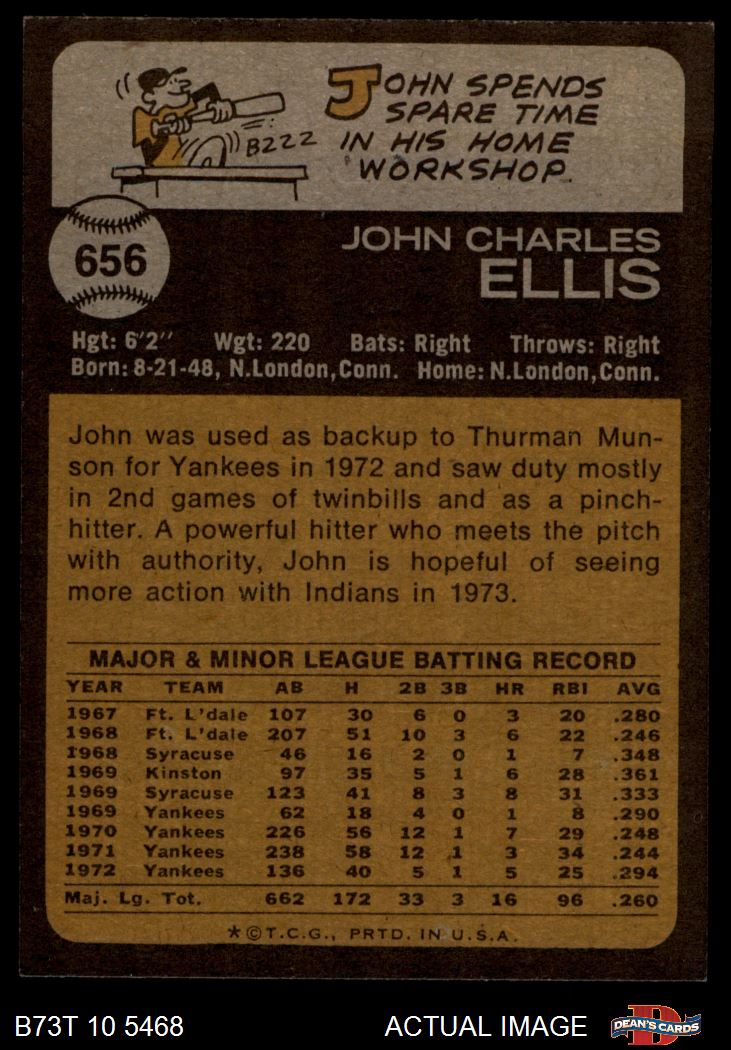 JOHN SPENDS
SPARE TIME
IN HIS HOME
WORKSHOP.
BZZZ
656
JOHN CHARLES
ELLIS
Hgt: 6'2" Wgt: 220 Bats: Right Throws: Right
Born: 8-21-48, N.London, Conn. Home: N.London, Conn.
John was used as backup to Thurman Mun-
son for Yankees in 1972 and saw duty mostly
in 2nd games of twinbills and as a pinch-
hitter. A powerful hitter who meets the pitch
with authority, John is hopeful of seeing
more action with Indians in 1973.
MAJOR & MINOR LEAGUE BATTING RECORD
YEAR TEAM AB H 2B 3B HR RBI AVG
1967 Ft. L'dale 107 30 6 0 3 20 .280
1968 Ft. L'dale 207 51 10 3 6 22 .246
1968 Syracuse 46 16 2 0 1 7 .348
1969 Kinston 97 35 5 1 6 28 .361
1969 Syracuse 123 41 8 3 8 31 .333
1969 Yankees 62 18 4 0 1 8 .290
1970 Yankees 226 56 12 1 7 29 .248
1971 Yankees 238 58 12 1 3 34 .244
1972 Yankees 136 40 5 1 5 25 .294
Maj. Lg. Tot. 662 172 33 3 16 96 .260
*©T.C.G., PRTD. IN U.S.A.
B73T 10 5468 ACTUAL IMAGE DEAN'S CARDS